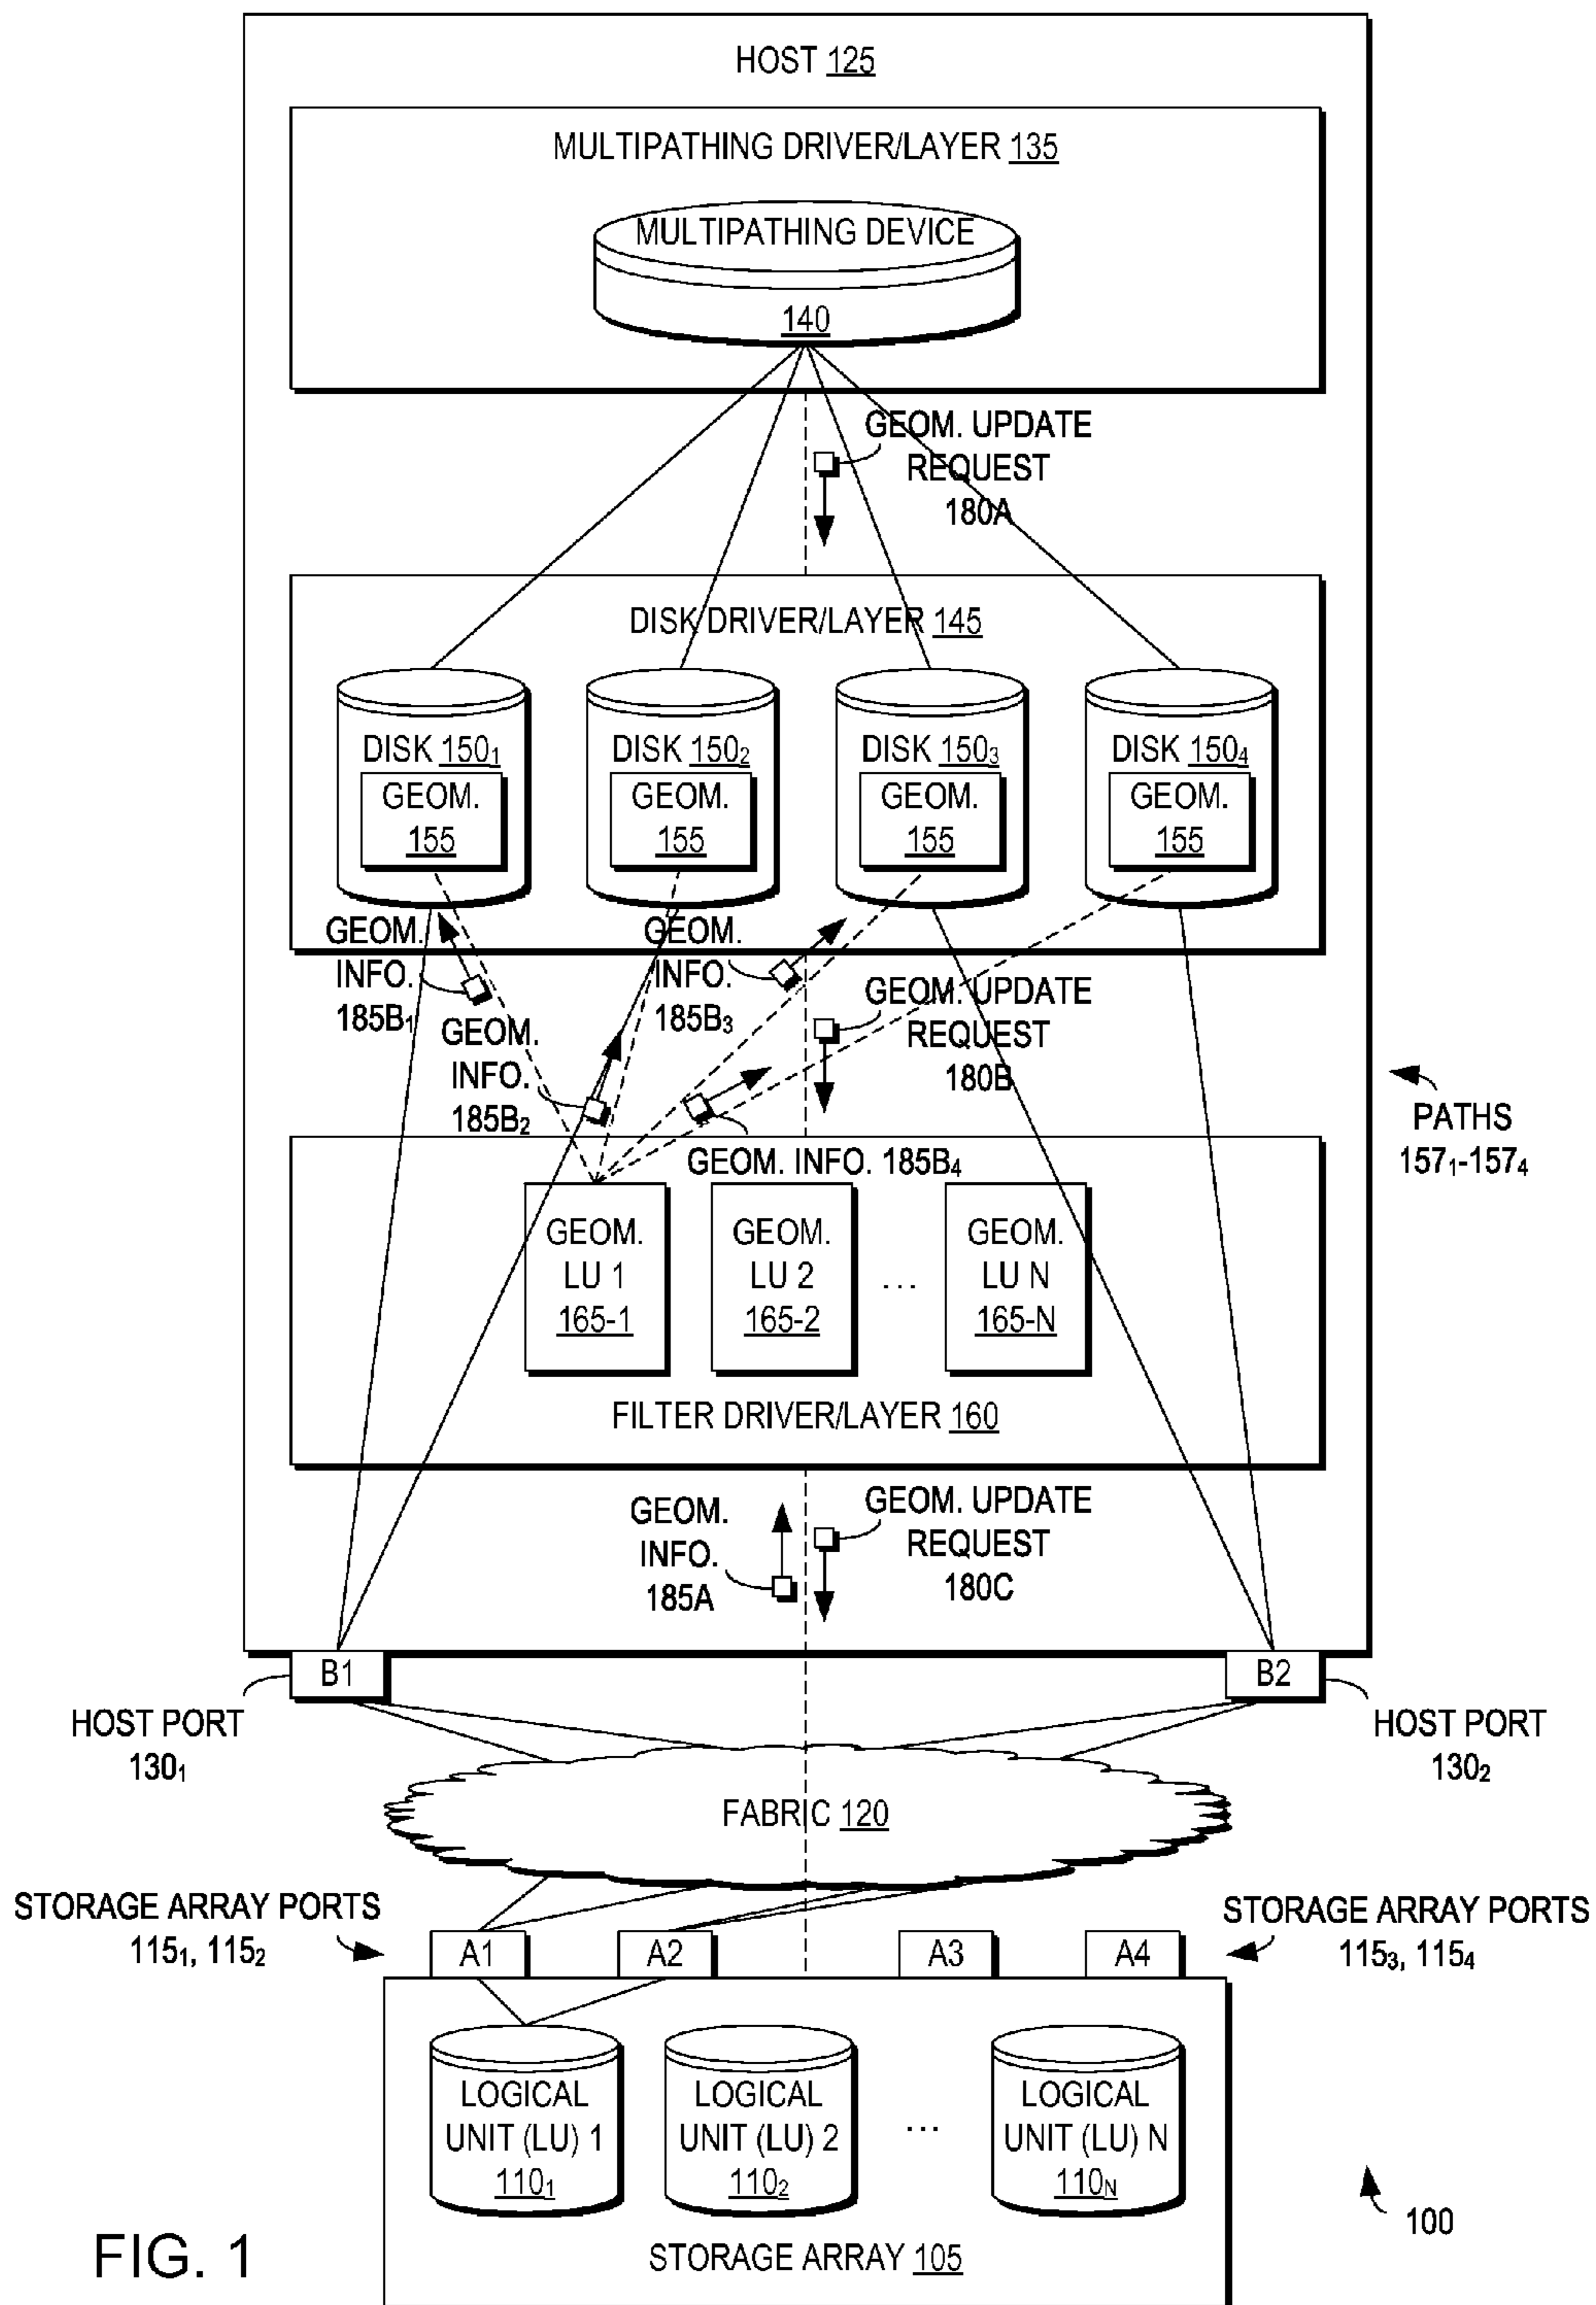 HOST 125
MULTIPATHING DRIVER/LAYER 135
MULTIPATHING DEVICE
140
GEOM. UPDATE
REQUEST
180A
DISK DRIVER/LAYER 145
DISK 150₁
GEOM.
155
DISK 150₂
GEOM.
155
DISK 150₃
GEOM.
155
DISK 150₄
GEOM.
155
GEOM.
INFO.
185B₁
GEOM.
INFO.
185B₂
GEOM.
INFO.
185B₃
GEOM. UPDATE
REQUEST
180B
PATHS
157₁-157₄
GEOM. INFO. 185B₄
GEOM.
LU 1
165-1
GEOM.
LU 2
165-2
...
GEOM.
LU N
165-N
FILTER DRIVER/LAYER 160
GEOM.
INFO.
185A
GEOM. UPDATE
REQUEST
180C
B1
B2
HOST PORT
130₁
HOST PORT
130₂
FABRIC 120
STORAGE ARRAY PORTS
115₁, 115₂
A1
A2
A3
A4
STORAGE ARRAY PORTS
115₃, 115₄
LOGICAL
UNIT (LU) 1
110₁
LOGICAL
UNIT (LU) 2
110₂
...
LOGICAL
UNIT (LU) N
110N
100
STORAGE ARRAY 105
FIG. 1